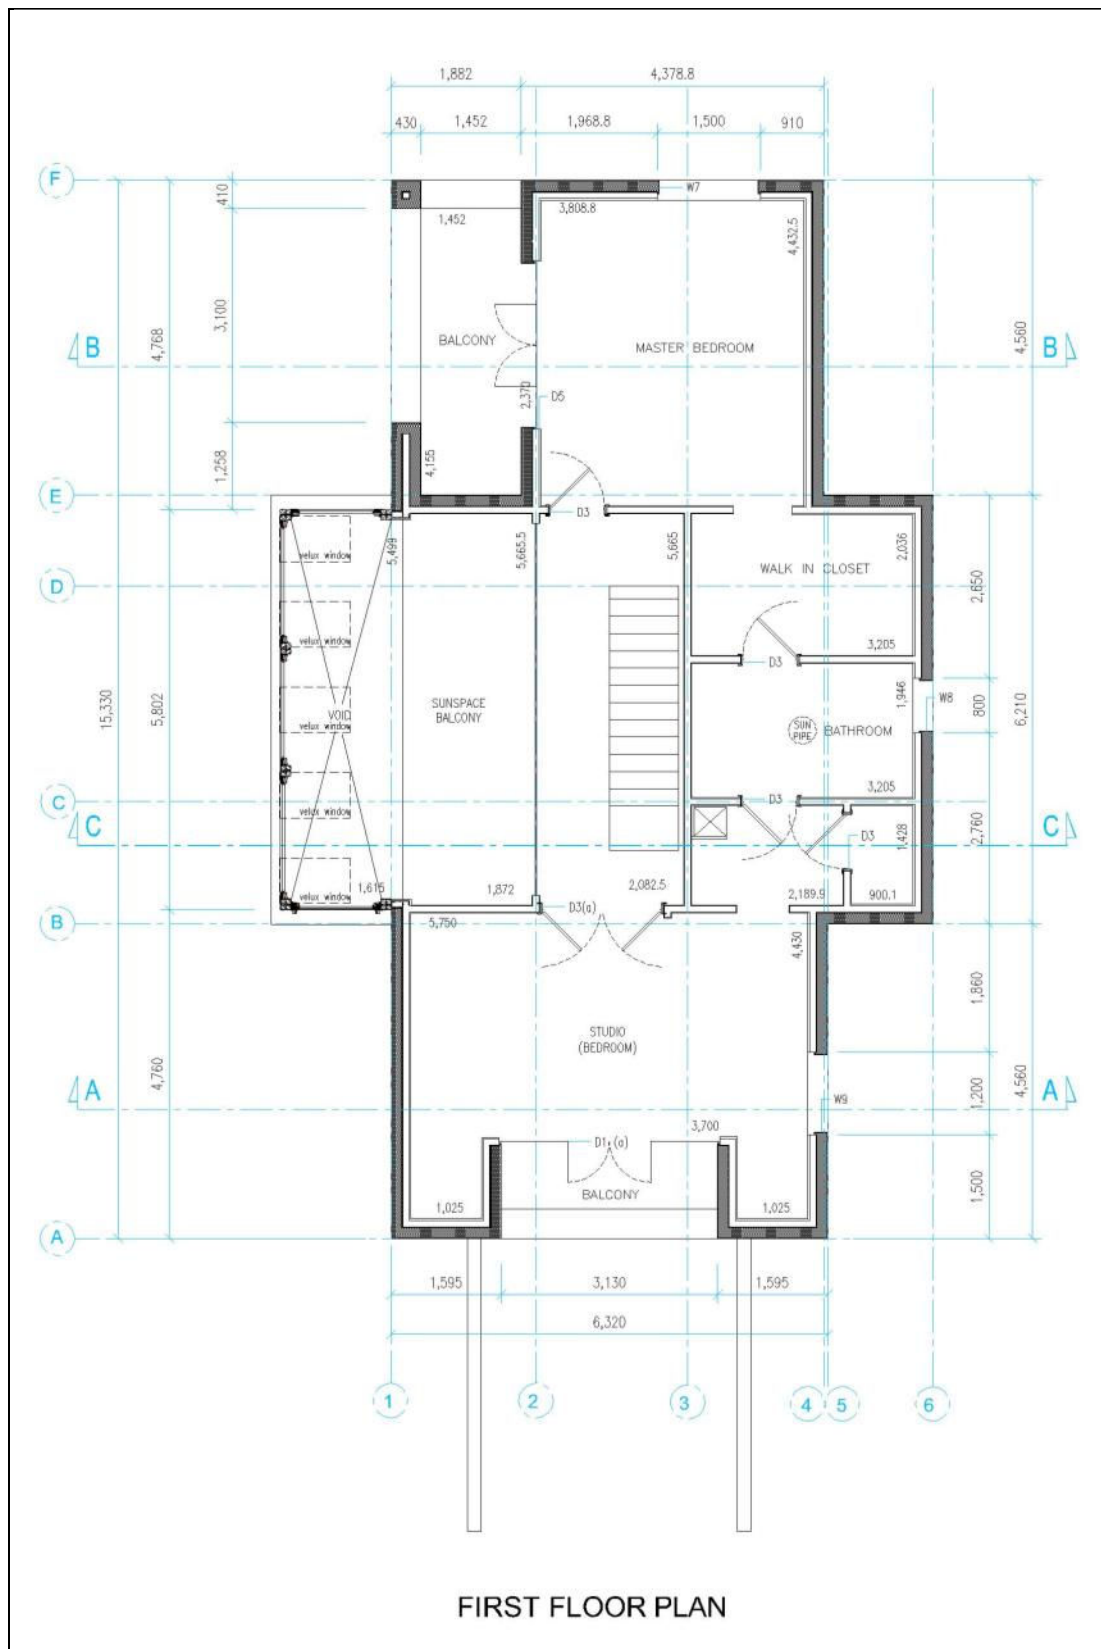 1,882
4,378.8
430
1,452
1,968.8
1,500
910
F
W7
410
1,452
3,808.8
4,432.5
3,100
4,768
B
BALCONY
MASTER BEDROOM
B
4,560
2,370
D5
4,155
1,258
E
D3
velux window
5,499
5,665.5
5,665
2,036
WALK IN CLOSET
D
2,650
velux window
3,205
D3
15,330
5,802
SUNSPACE
BALCONY
VOID
velux window
1,946
W8
800
6,210
SUN
PIPE
BATHROOM
3,205
C
D3
velux window
C
C
1,428
D3
2,760
velux window
1,615
1,872
2,082.5
2,189.9
900.1
D3(a)
B
5,750
4,430
1,860
STUDIO
(BEDROOM)
4,760
A
A
W9
1,200
4,560
3,700
D1 (a)
BALCONY
1,500
1,025
1,025
A
1,595
3,130
1,595
6,320
1
2
3
4
5
6
FIRST FLOOR PLAN